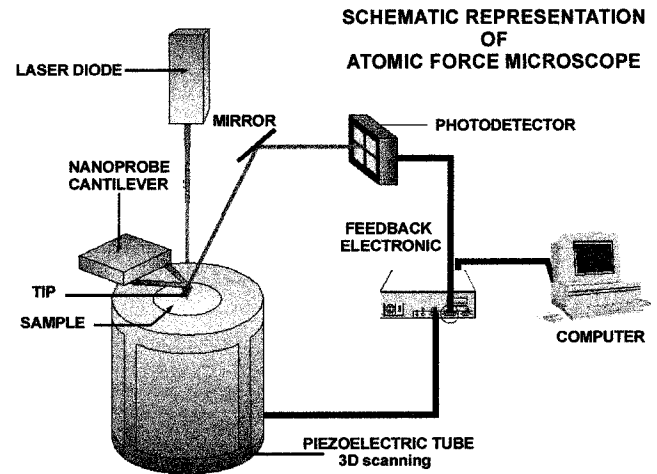 SCHEMATIC REPRESENTATION
OF
ATOMIC FORCE MICROSCOPE
LASER DIODE
MIRROR
PHOTODETECTOR
NANOPROBE
CANTILEVER
FEEDBACK
ELECTRONIC
TIP
SAMPLE
COMPUTER
PIEZOELECTRIC TUBE
3D scanning